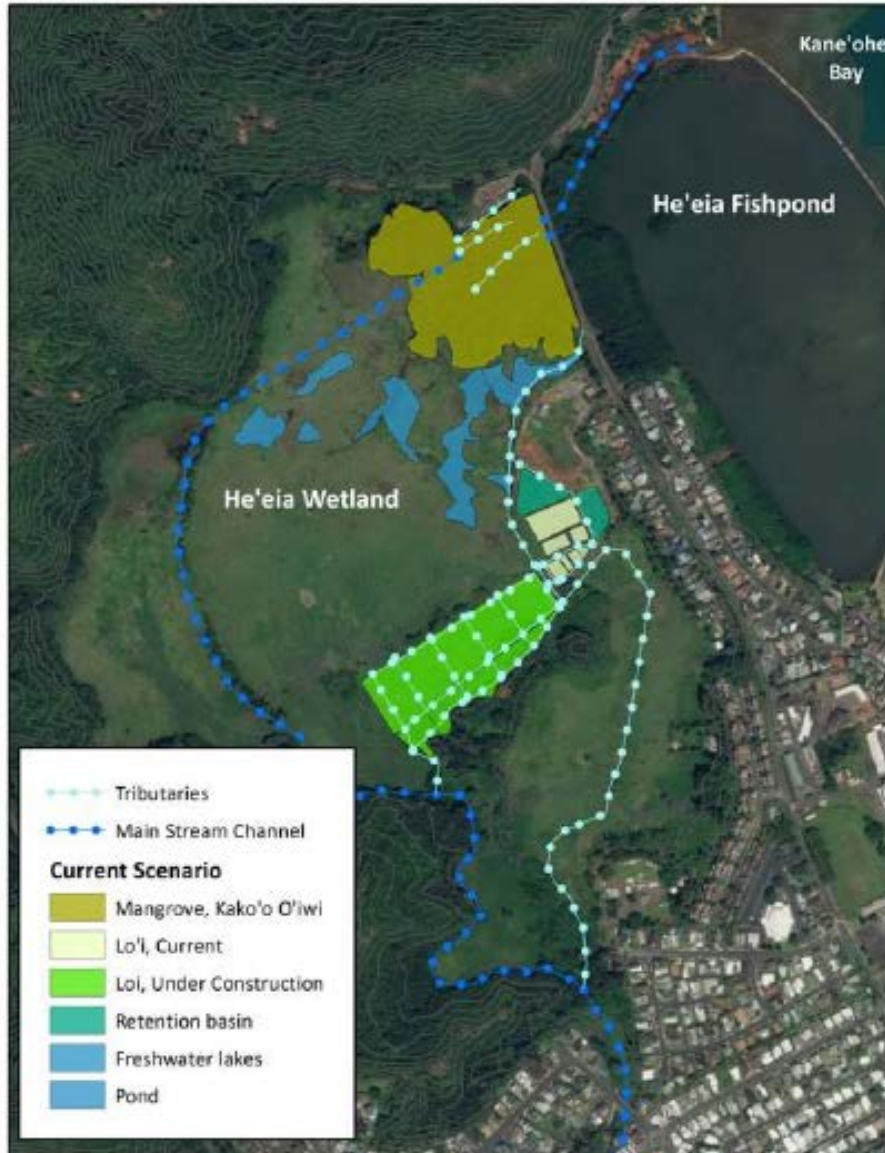 Kane'ohe
Bay
He'eia Fishpond
He'eia Wetland
Tributaries
Main Stream Channel
Current Scenario
Mangrove, Kako'o O'iwi
Lo'i, Current
Loi, Under Construction
Retention basin
Freshwater lakes
Pond